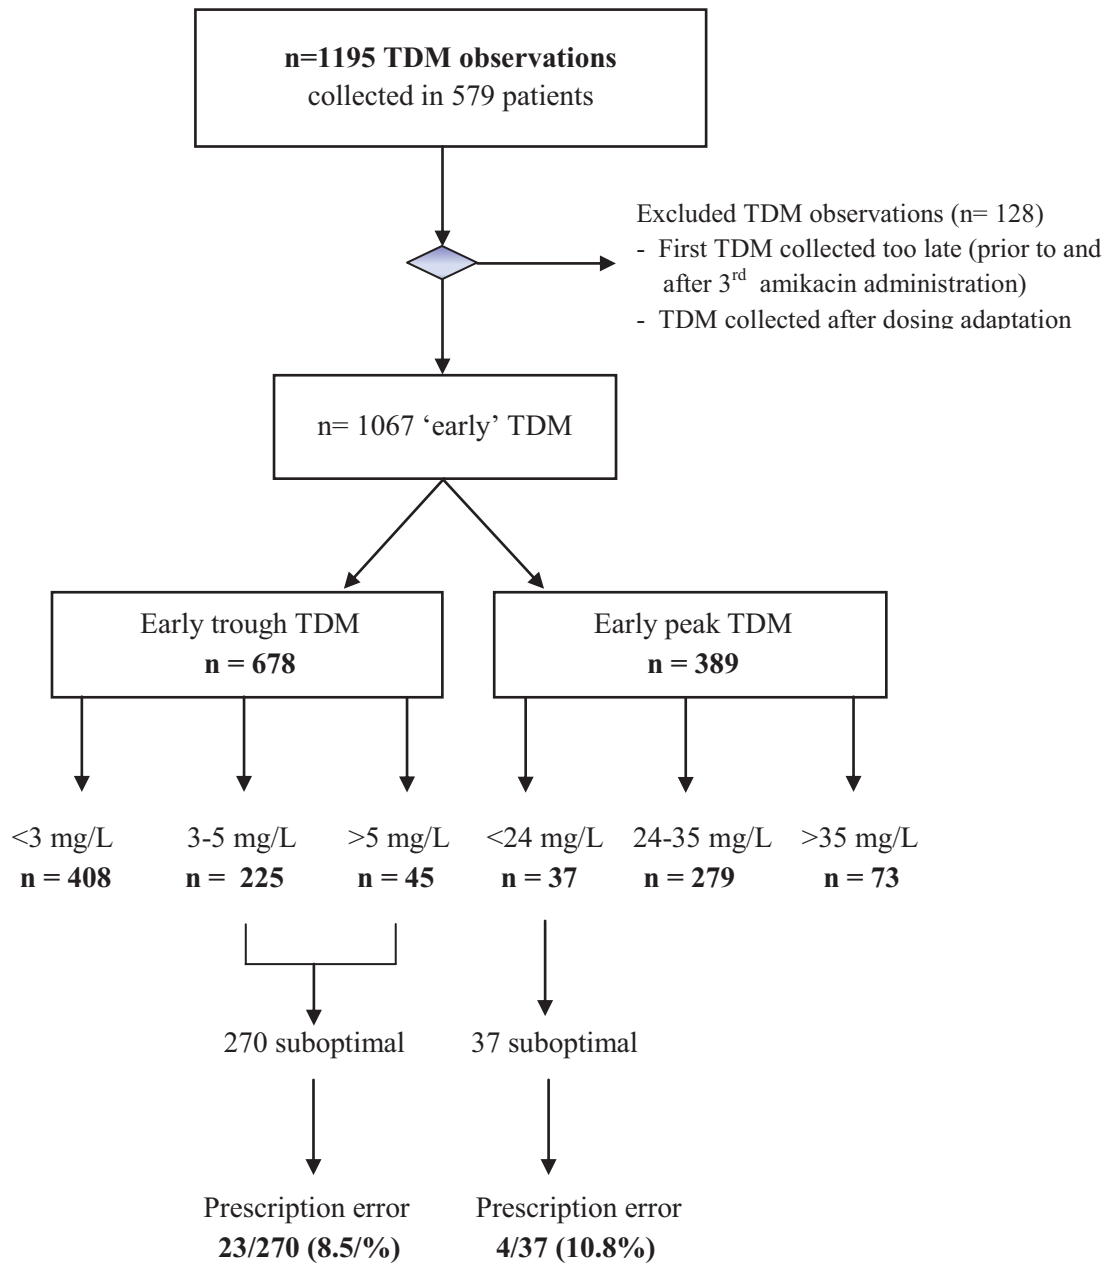 n=1195 TDM observations
collected in 579 patients
Excluded TDM observations (n= 128)
- First TDM collected too late (prior to and
after 3rd amikacin administration)
- TDM collected after dosing adaptation
n= 1067 ‘early’ TDM
Early trough TDM
n = 678
Early peak TDM
n = 389
<3 mg/L
n = 408
3-5 mg/L
n = 225
>5 mg/L
n = 45
<24 mg/L
n = 37
24-35 mg/L
n = 279
>35 mg/L
n = 73
270 suboptimal
37 suboptimal
Prescription error
23/270 (8.5/%)
Prescription error
4/37 (10.8%)